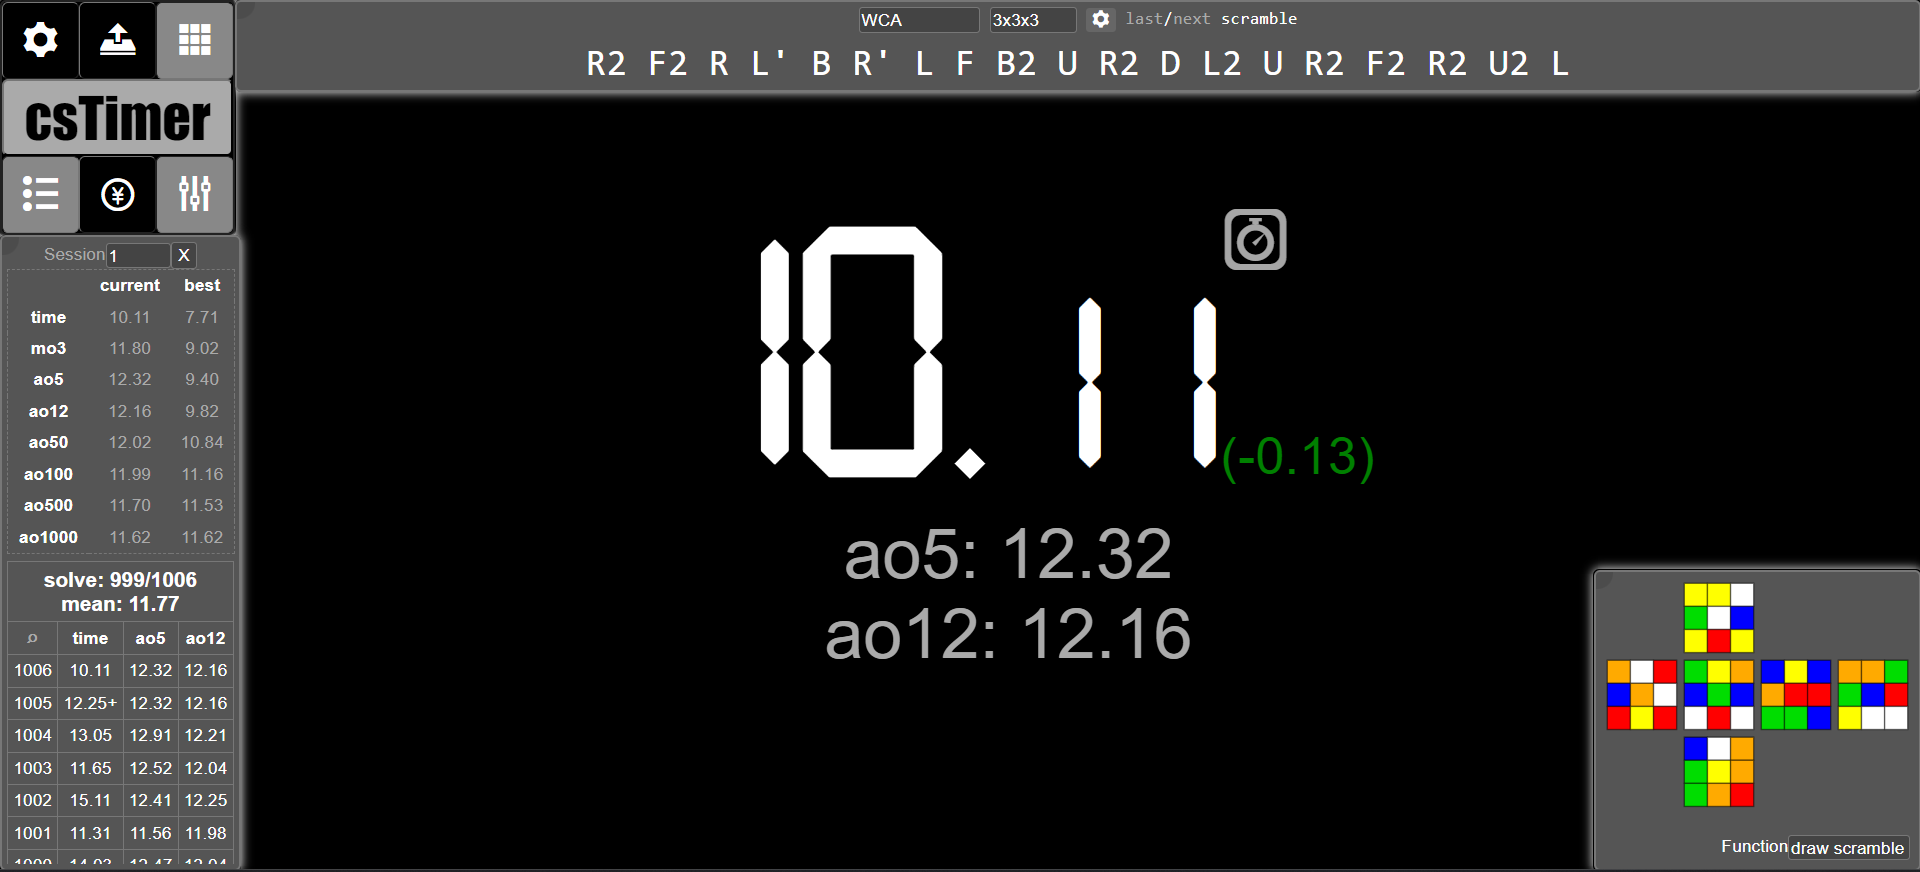 WCA 3x3x3 last/next scramble
R2 F2 R L' B R' L F B2 U R2 D L2 U R2 F2 R2 U2 L
csTimer
Session 1 X
current best
time 10.11 7.71
mo3 11.80 9.02
ao5 12.32 9.40
ao12 12.16 9.82
ao50 12.02 10.84
ao100 11.99 11.16
ao500 11.70 11.53
ao1000 11.62 11.62
solve: 999/1006
mean: 11.77
time ao5 ao12
1006 10.11 12.32 12.16
1005 12.25+ 12.32 12.16
1004 13.05 12.91 12.21
1003 11.65 12.52 12.04
1002 15.11 12.41 12.25
1001 11.31 11.56 11.98
10.11
(-0.13)
ao5: 12.32
ao12: 12.16
Function draw scramble